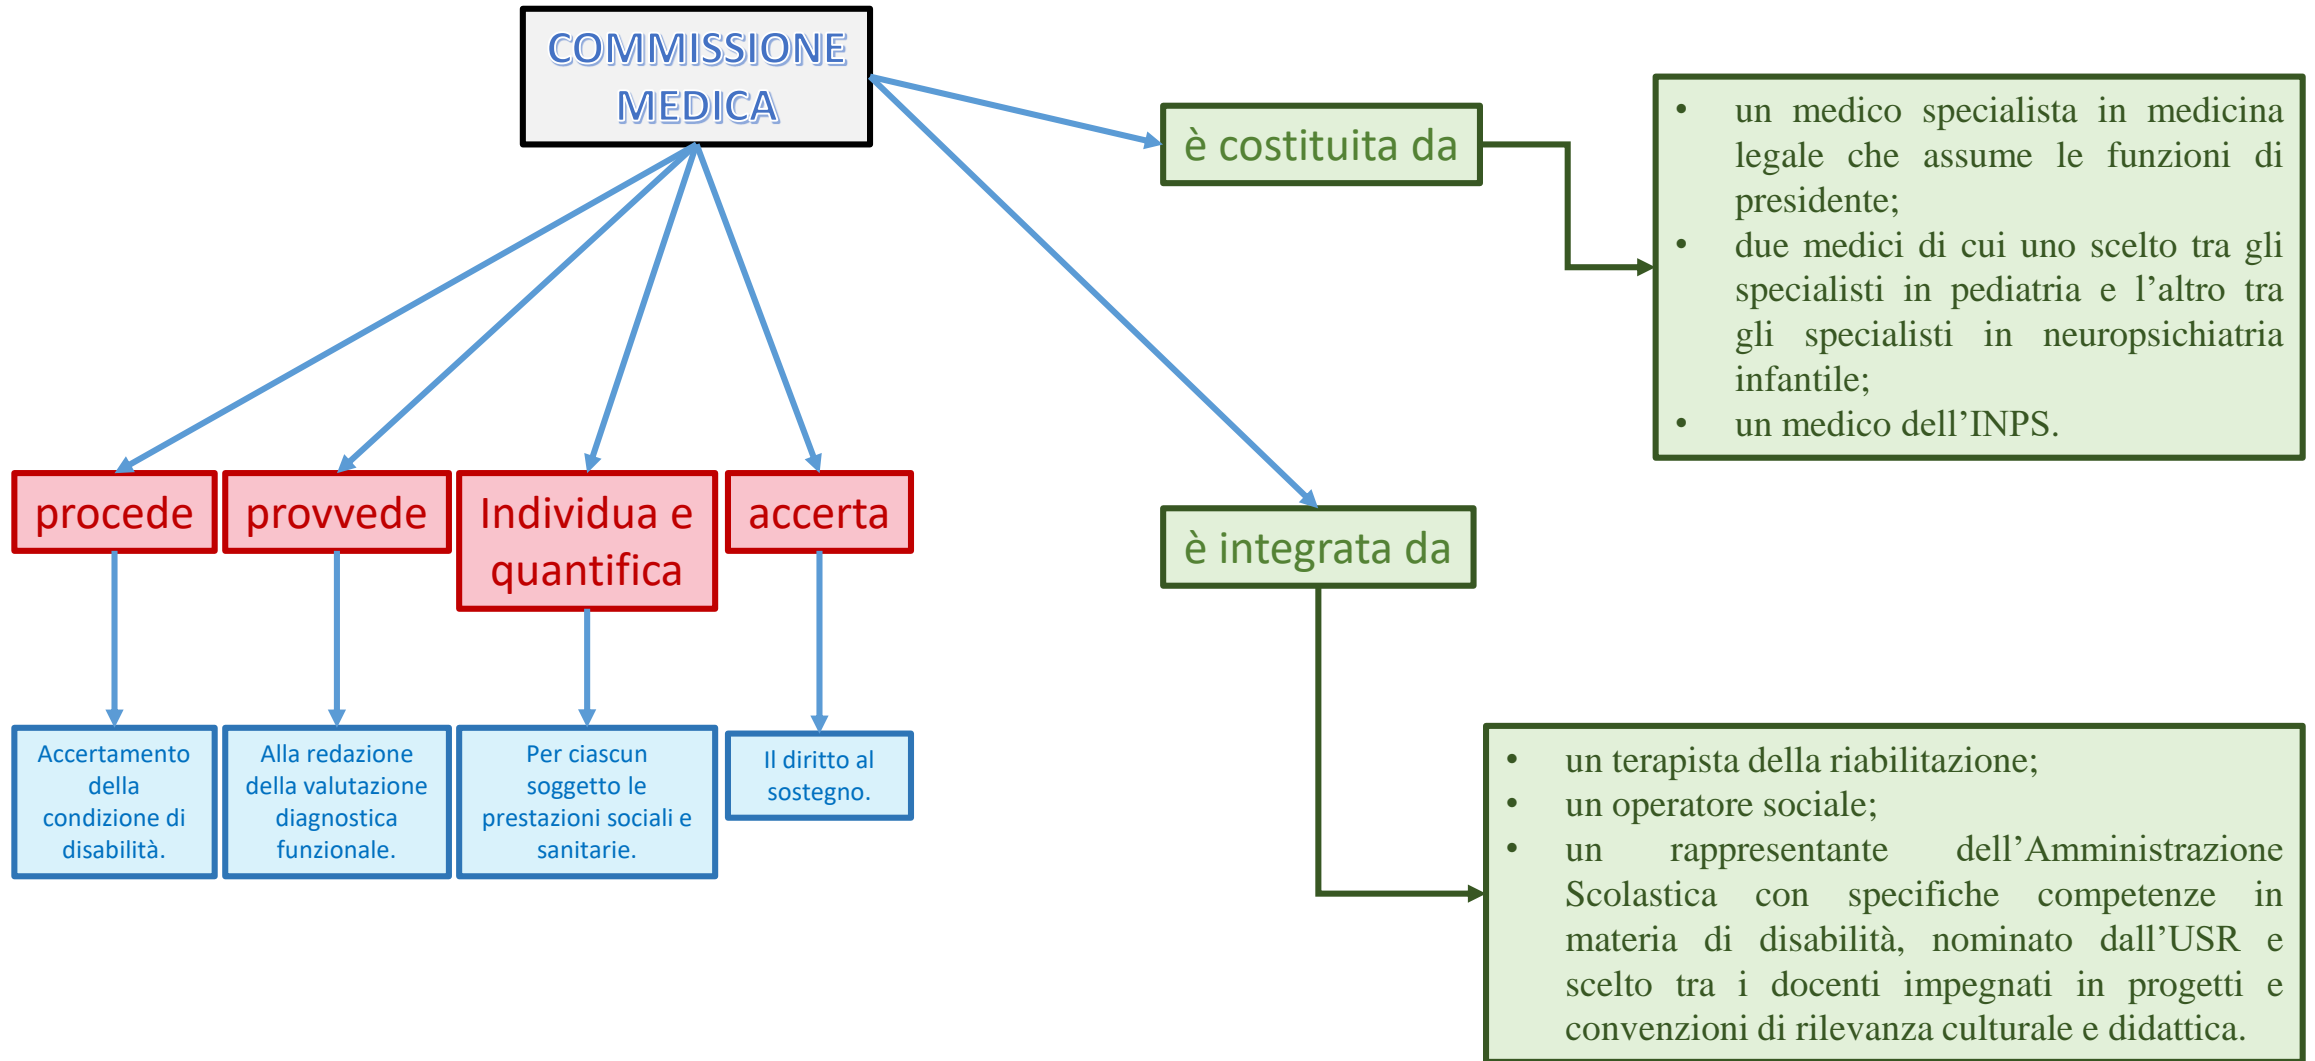 COMMISSIONE
MEDICA
è costituita da
• un medico specialista in medicina
legale che assume le funzioni di
presidente;
• due medici di cui uno scelto tra gli
specialisti in pediatria e l’altro tra
gli specialisti in neuropsichiatria
infantile;
• un medico dell’INPS.
procede
provvede
Individua e
quantifica
accerta
è integrata da
Accertamento
della
condizione di
disabilità.
Alla redazione
della valutazione
diagnostica
funzionale.
Per ciascun
soggetto le
prestazioni sociali e
sanitarie.
Il diritto al
sostegno.
• un terapista della riabilitazione;
• un operatore sociale;
• un rappresentante dell’Amministrazione
Scolastica con specifiche competenze in
materia di disabilità, nominato dall’USR e
scelto tra i docenti impegnati in progetti e
convenzioni di rilevanza culturale e didattica.